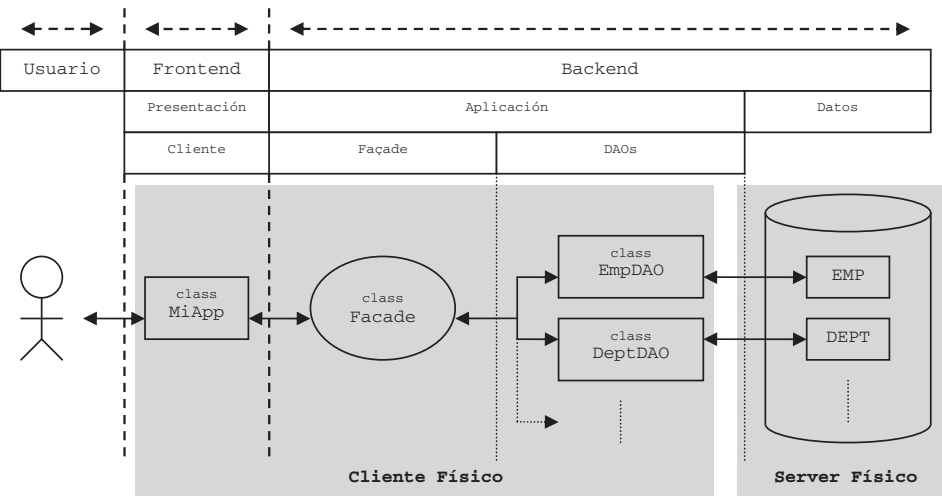 Usuario Frontend Backend
Presentación Aplicación Datos
Cliente Façade DAOs
class
MiApp
class
Facade
class
EmpDAO
class
DeptDAO
EMP
DEPT
Cliente Físico
Server Físico